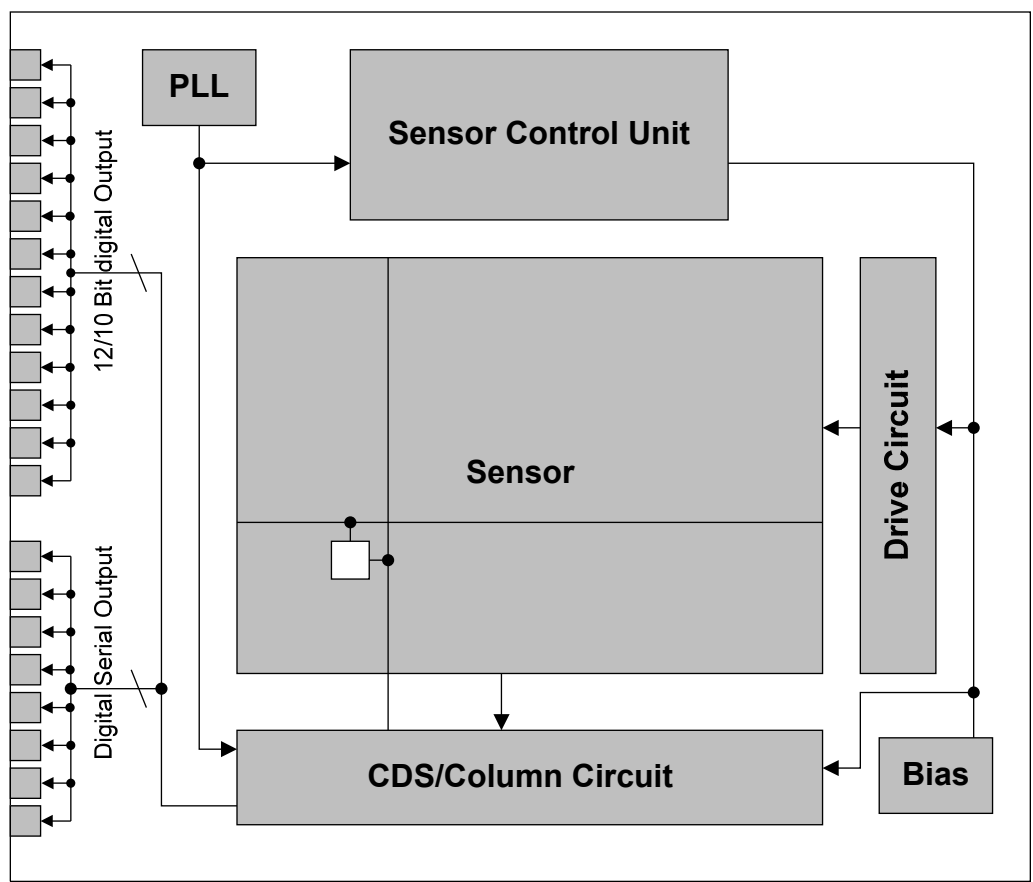 PLL
Sensor Control Unit
12/10 Bit digital Output
Sensor
Drive Circuit
Digital Serial Output
CDS/Column Circuit
Bias